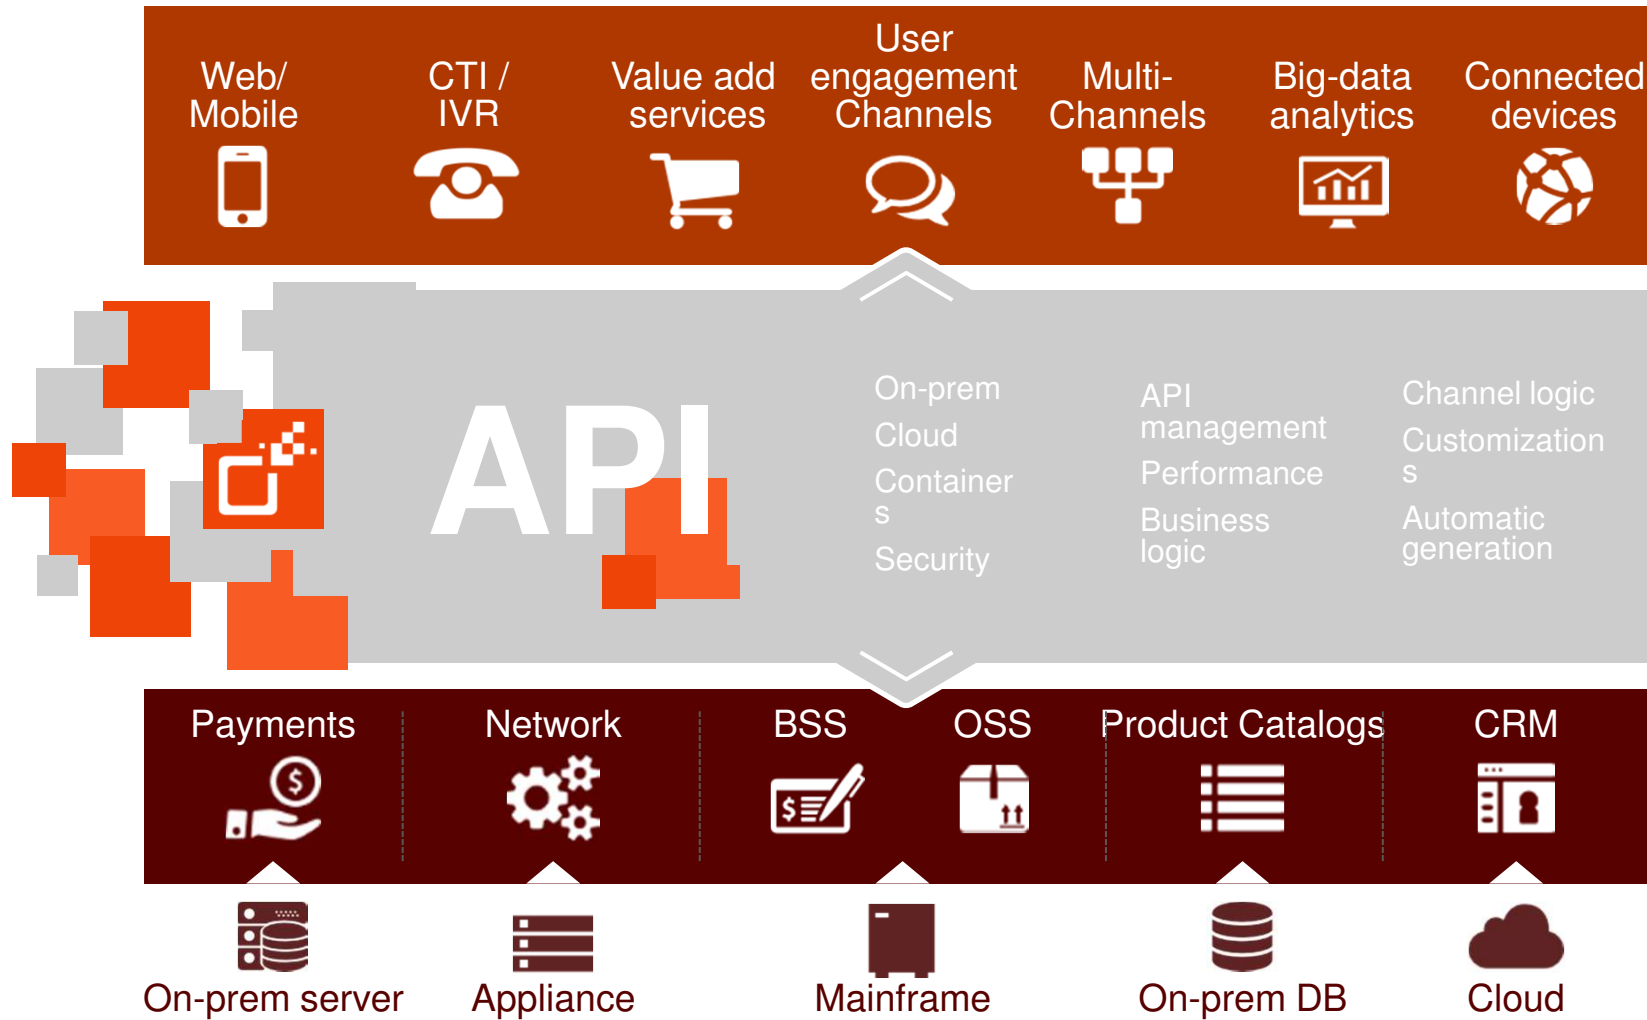 Web/
Mobile
CTI /
IVR
Value add
services
User
engagement
Channels
Multi-
Channels
Big-data
analytics
Connected
devices
API
On-prem
Cloud
Container
s
Security
API
management
Performance
Business
logic
Channel logic
Customization
s
Automatic
generation
Payments
Network
BSS
OSS
Product Catalogs
CRM
On-prem server
Appliance
Mainframe
On-prem DB
Cloud